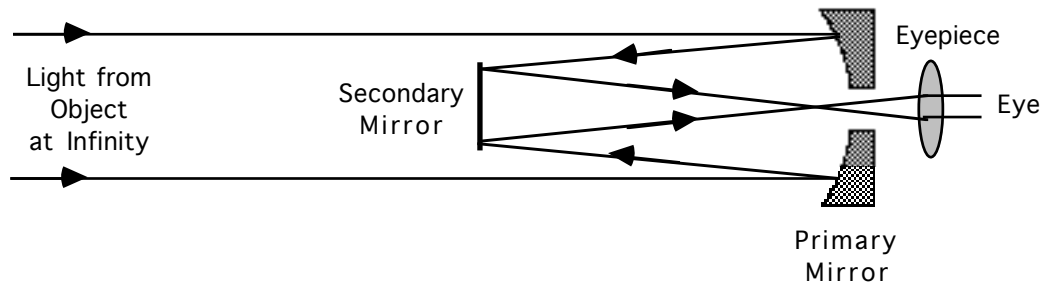 Light from
Object
at Infinity
Secondary
Mirror
Eyepiece
Eye
Primary
Mirror